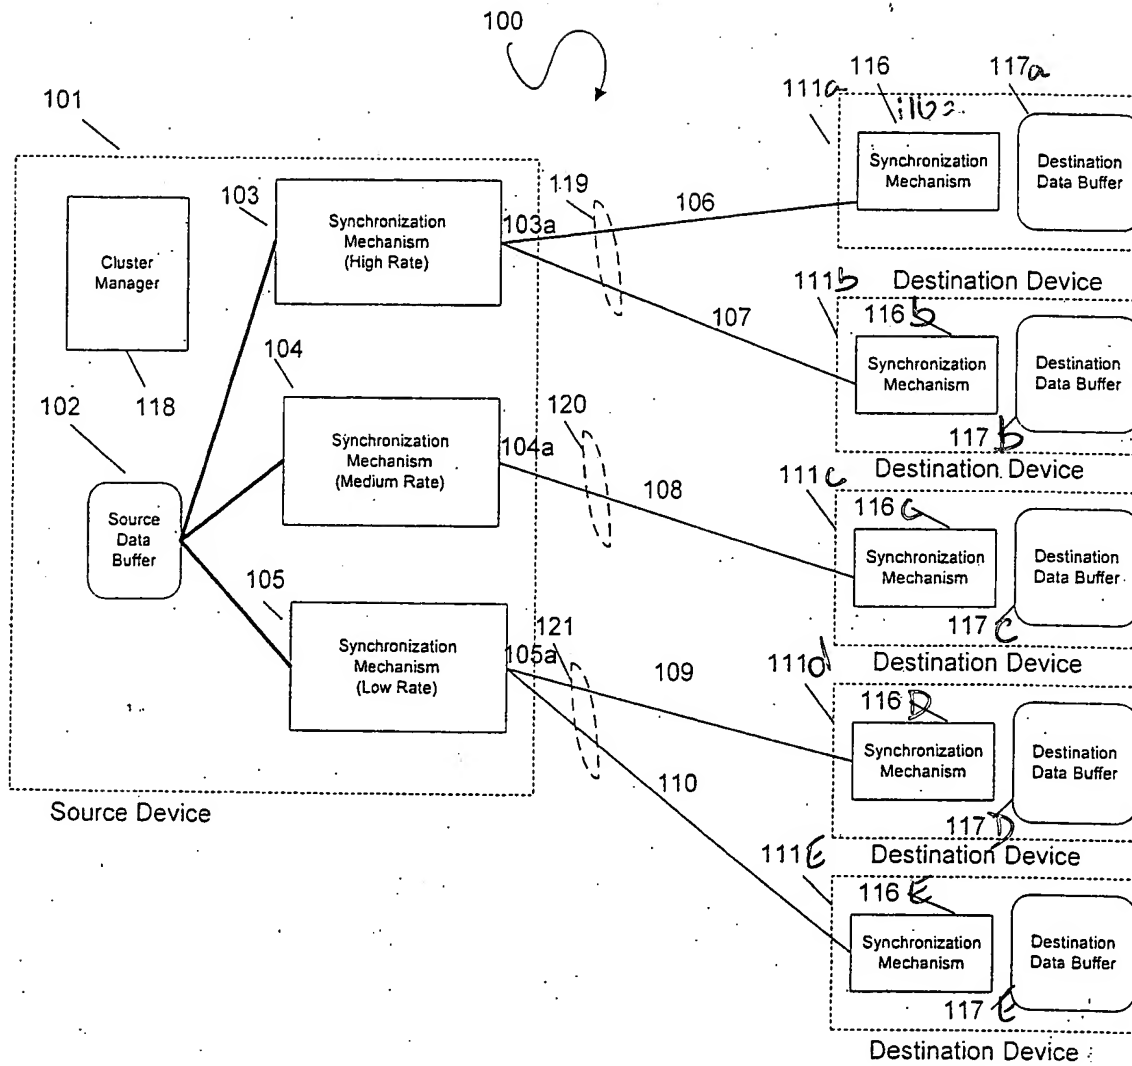 100
101
Cluster
Manager
118
102
Source
Data
Buffer
103
Synchronization
Mechanism
(High Rate)
103a
104
Synchronization
Mechanism
(Medium Rate)
104a
105
Synchronization
Mechanism
(Low Rate)
105a
Source Device
119
106
107
120
108
121
109
110
111a
116
117a
Synchronization
Mechanism
Destination
Data Buffer
Destination Device
111b
116b
Synchronization
Mechanism
Destination
Data Buffer
117b
Destination Device
111c
116c
Synchronization
Mechanism
Destination
Data Buffer
117c
Destination Device
111d
116D
Synchronization
Mechanism
Destination
Data Buffer
117D
Destination Device
111E
116E
Synchronization
Mechanism
Destination
Data Buffer
117E
Destination Device